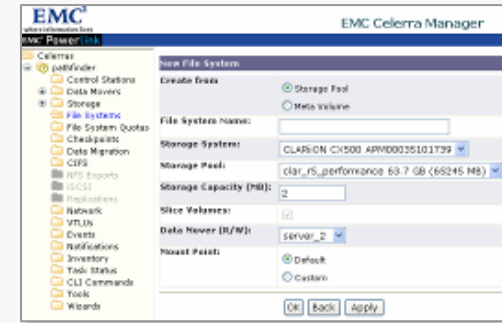 EMC²
where information lives
EMC Celerra Manager
EMC Powerlink
Celerras
pathfinder
Control Stations
Data Movers
Storage
File Systems
File System Quotas
Checkpoints
Data Migration
CIFS
NFS Exports
iSCSI
Replications
Network
VTLUs
Events
Notifications
Inventory
Task Status
CLI Commands
Tools
Wizards
New File System
Create from
Storage Pool
Meta Volume
File System Name:
Storage System: CLARiiON CX500 APM00035101739
Storage Pool: clar_r5_performance 63.7 GB (65245 MB)
Storage Capacity (MB): 2
Slice Volumes:
Data Mover (R/W): server_2
Mount Point: Default
Custom
OK Back Apply